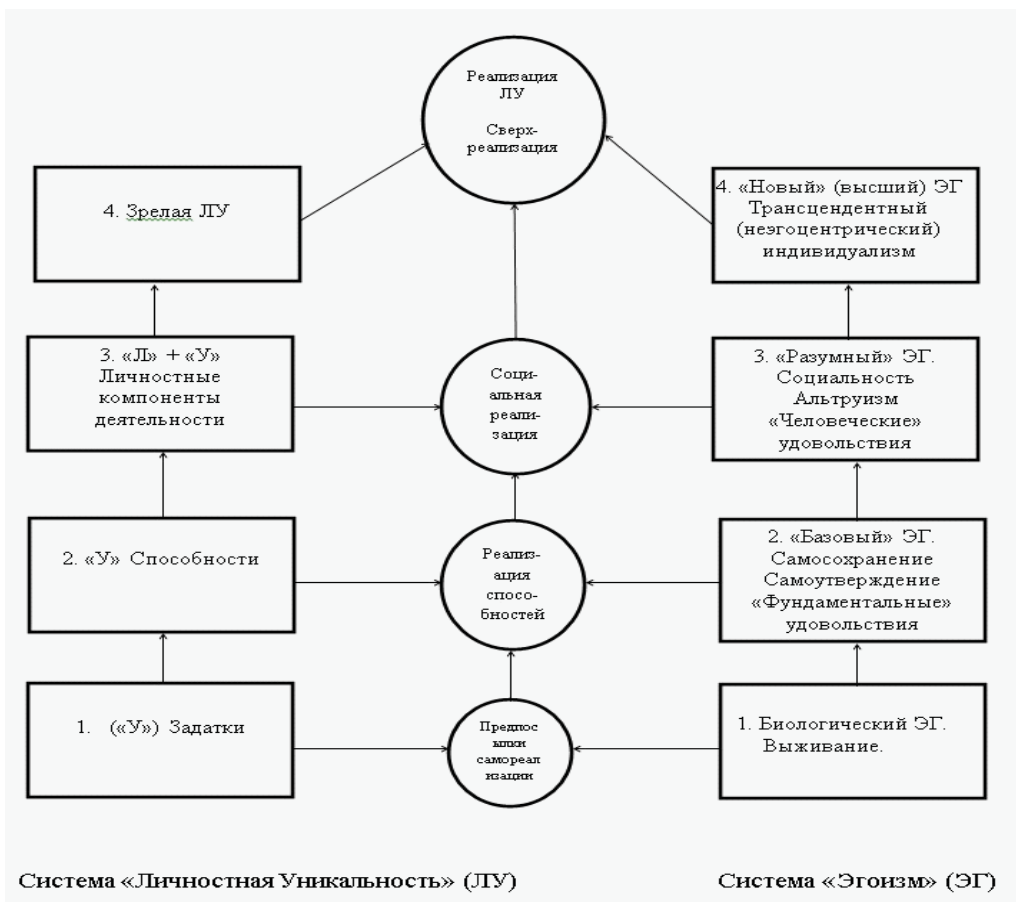 Реализация
ЛУ
Сверх-
реализация
4. Зрелая ЛУ
4. «Новый» (высший) ЭГ
Трансцендентный
(неэгоцентрический)
индивидуализм
3. «Л» + «У»
Личностные
компоненты
деятельности
Соци-
альная
реали-
зация
3. «Разумный» ЭГ.
Социальность
Альтруизм
«Человеческие»
удовольствия
2. «У» Способности
Реализ-
ация
спосо-
бностей
2. «Базовый» ЭГ.
Самосохранение
Самоутверждение
«Фундаментальные»
удовольствия
1. («У») Задатки
Предпос
ылки
самореал
изации
1. Биологический ЭГ.
Выживание.
Система «Личностная Уникальность» (ЛУ)
Система «Эгоизм» (ЭГ)